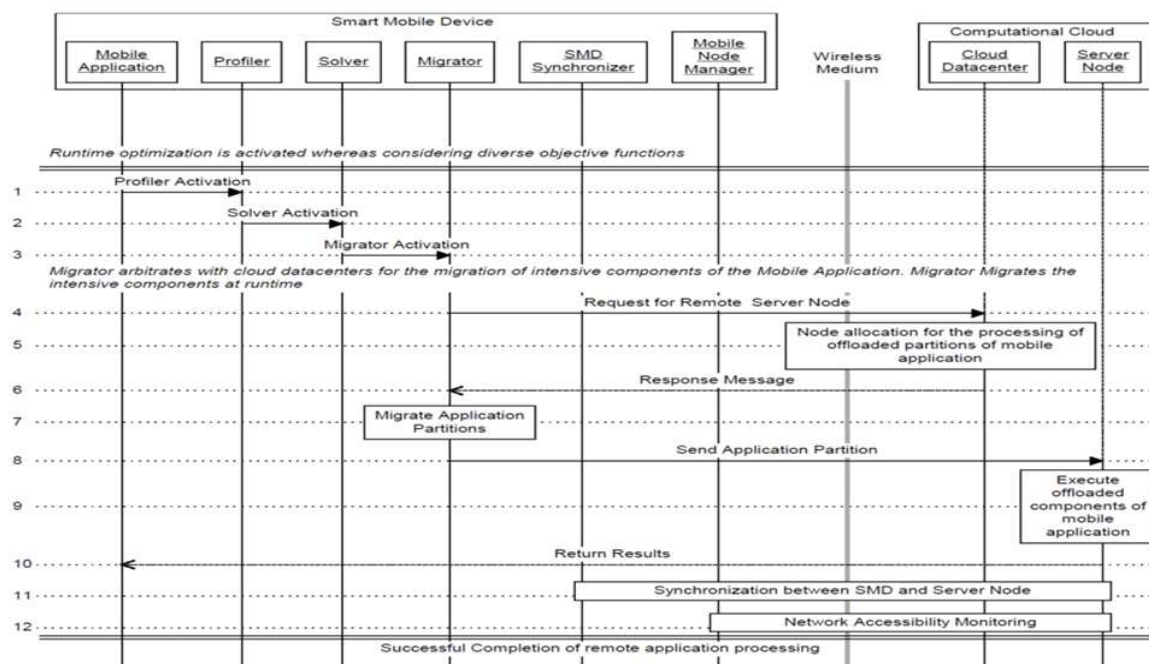 Smart Mobile Device
Computational Cloud
Mobile
Application
Profiler
Solver
Migrator
SMD
Synchronizer
Mobile
Node
Manager
Wireless
Medium
Cloud
Datacenter
Server
Node
Runtime optimization is activated whereas considering diverse objective functions
1
Profiler Activation
2
Solver Activation
3
Migrator Activation
Migrator arbitrates with cloud datacenters for the migration of intensive components of the Mobile Application. Migrator Migrates the
intensive components at runtime
4
Request for Remote Server Node
5
Node allocation for the processing of
offloaded partitions of mobile
application
6
Response Message
7
Migrate Application
Partitions
8
Send Application Partition
9
Execute
offloaded
components of
mobile
application
10
Return Results
11
Synchronization between SMD and Server Node
12
Network Accessibility Monitoring
Successful Completion of remote application processing